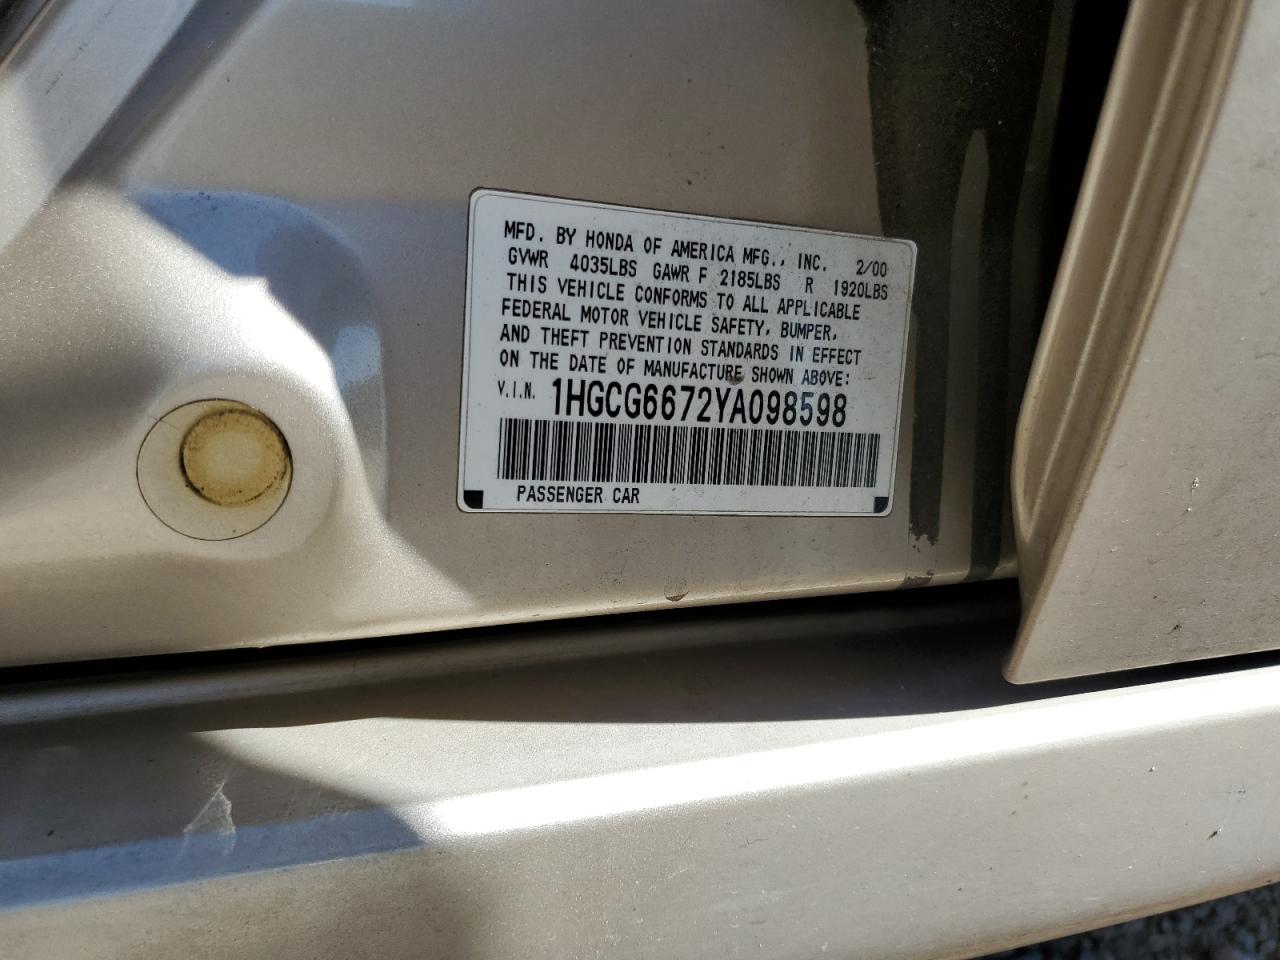 MFD. BY HONDA OF AMERICA MFG., INC. 2/00
GVWR 4035LBS GAWR F 2185LBS R 1920LBS
THIS VEHICLE CONFORMS TO ALL APPLICABLE
FEDERAL MOTOR VEHICLE SAFETY, BUMPER,
AND THEFT PREVENTION STANDARDS IN EFFECT
ON THE DATE OF MANUFACTURE SHOWN ABOVE:
V.I.N. 1HGCG6672YA098598
PASSENGER CAR